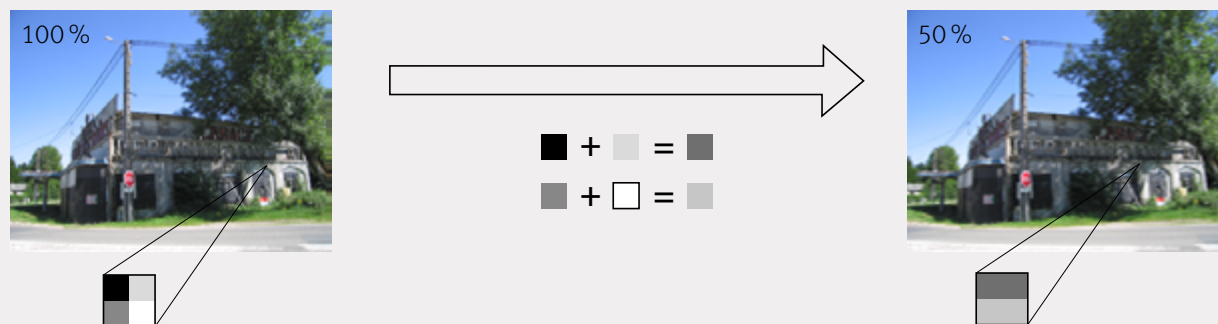 100 %
50 %
+ =
+ =